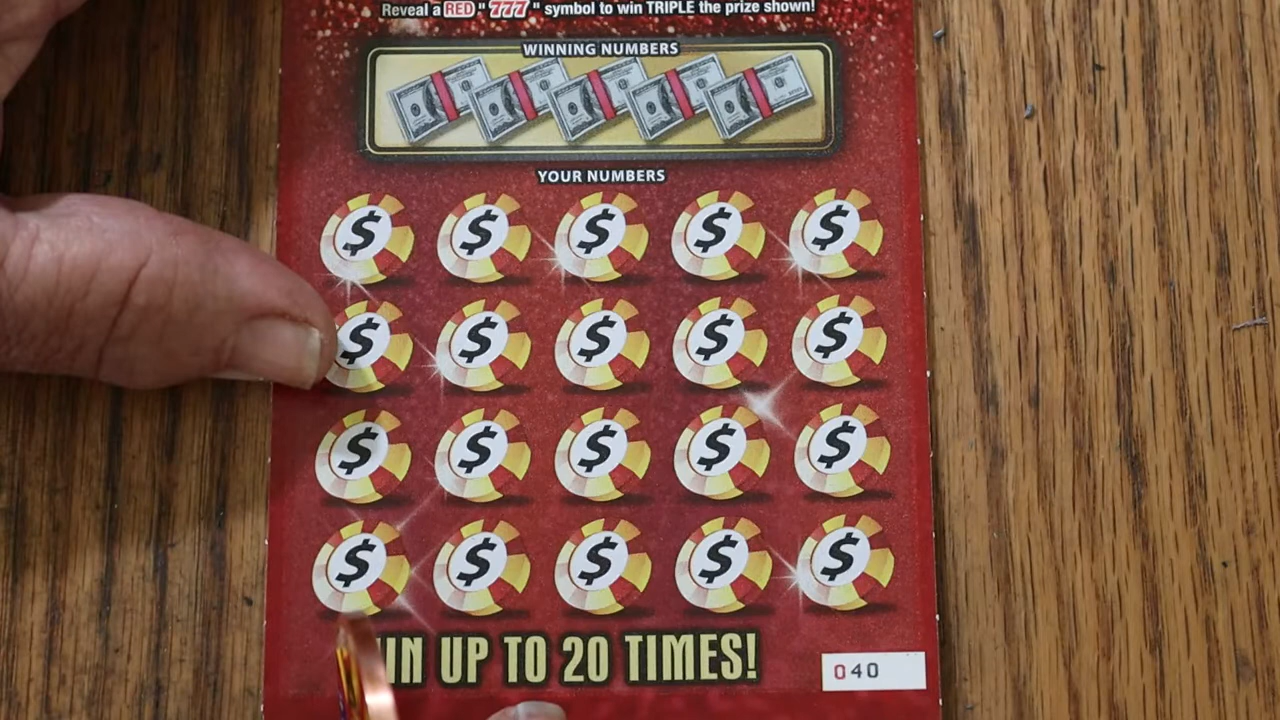 Reveal a RED "777" symbol to win TRIPLE the prize shown!
WINNING NUMBERS
YOUR NUMBERS
$ $ $ $ $
$ $ $ $ $
$ $ $ $ $
$ $ $ $ $
WIN UP TO 20 TIMES!
040